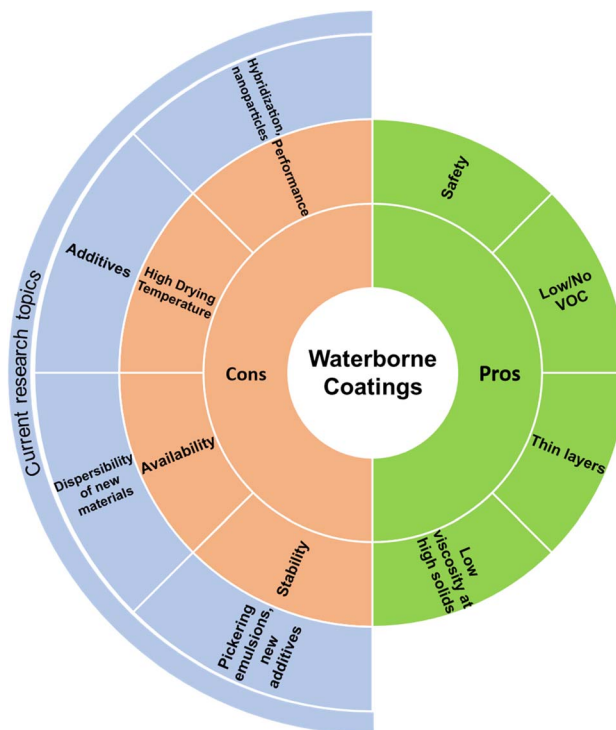 Waterborne
Coatings
Pros
Safety
Low/No
VOC
Thin layers
Low
viscosity at
high solids
Cons
Performance
High Drying
Temperature
Availability
Stability
Current research topics
Hybridization,
nanoparticles
Additives
Dispersibility
of new
materials
Pickering
emulsions,
new
additives